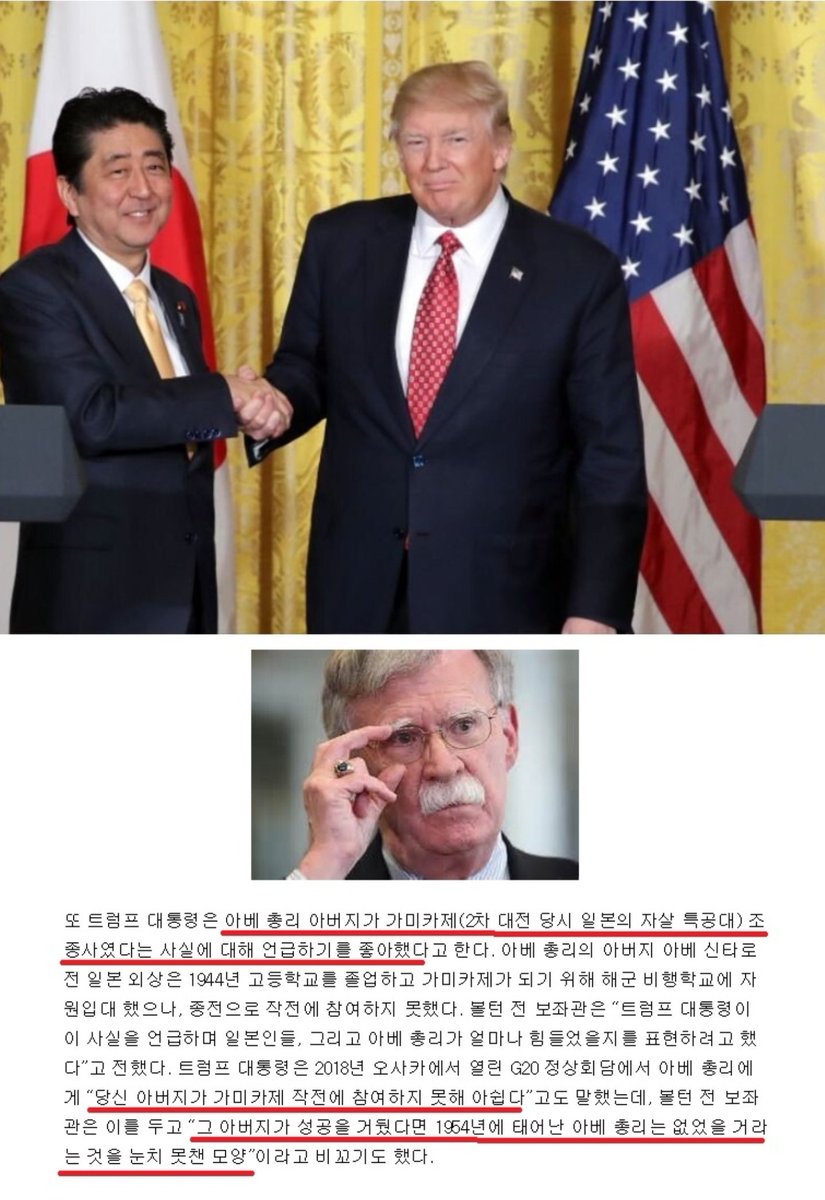 또 트럼프 대통령은 아베 총리 아버지가 가미카제(2차 대전 당시 일본의 자살 특공대) 조
종사였다는 사실에 대해 언급하기를 좋아했다고 한다. 아베 총리의 아버지 아베 신타로
전 일본 외상은 1944년 고등학교를 졸업하고 가미카제가 되기 위해 해군 비행학교에 자
원입대 했으나, 종전으로 작전에 참여하지 못했다. 볼턴 전 보좌관은 “트럼프 대통령이
이 사실을 언급하며 일본인들, 그리고 아베 총리가 얼마나 힘들었을지를 표현하려고 했
다”고 전했다. 트럼프 대통령은 2018년 오사카에서 열린 G20 정상회담에서 아베 총리에
게 “당신 아버지가 가미카제 작전에 참여하지 못해 아쉽다”고도 말했는데, 볼턴 전 보좌
관은 이를 두고 “그 아버지가 성공을 거뒀다면 1954년에 태어난 아베 총리는 없었을 거라
는 것을 눈치 못챈 모양”이라고 비꼬기도 했다.